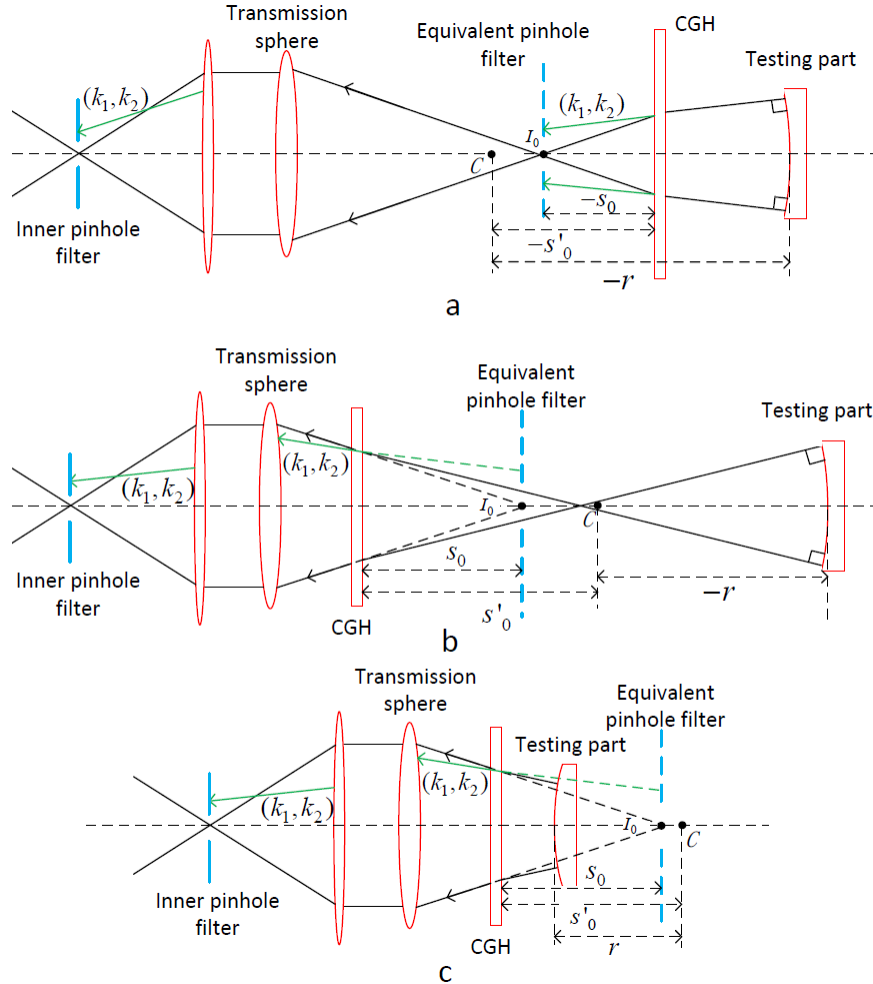 Transmission
sphere
Equivalent pinhole
filter
CGH
Testing part
(k₁, k₂)
(k₁, k₂)
I₀
C
−s₀
−s'₀
−r
Inner pinhole
filter
a
Transmission
sphere
Equivalent
pinhole filter
Testing part
(k₁, k₂)
(k₁, k₂)
I₀
C
s₀
s'₀
−r
Inner pinhole
filter
CGH
b
Transmission
sphere
Equivalent
pinhole filter
Testing part
(k₁, k₂)
(k₁, k₂)
I₀
C
s₀
s'₀
r
Inner pinhole
filter
CGH
c